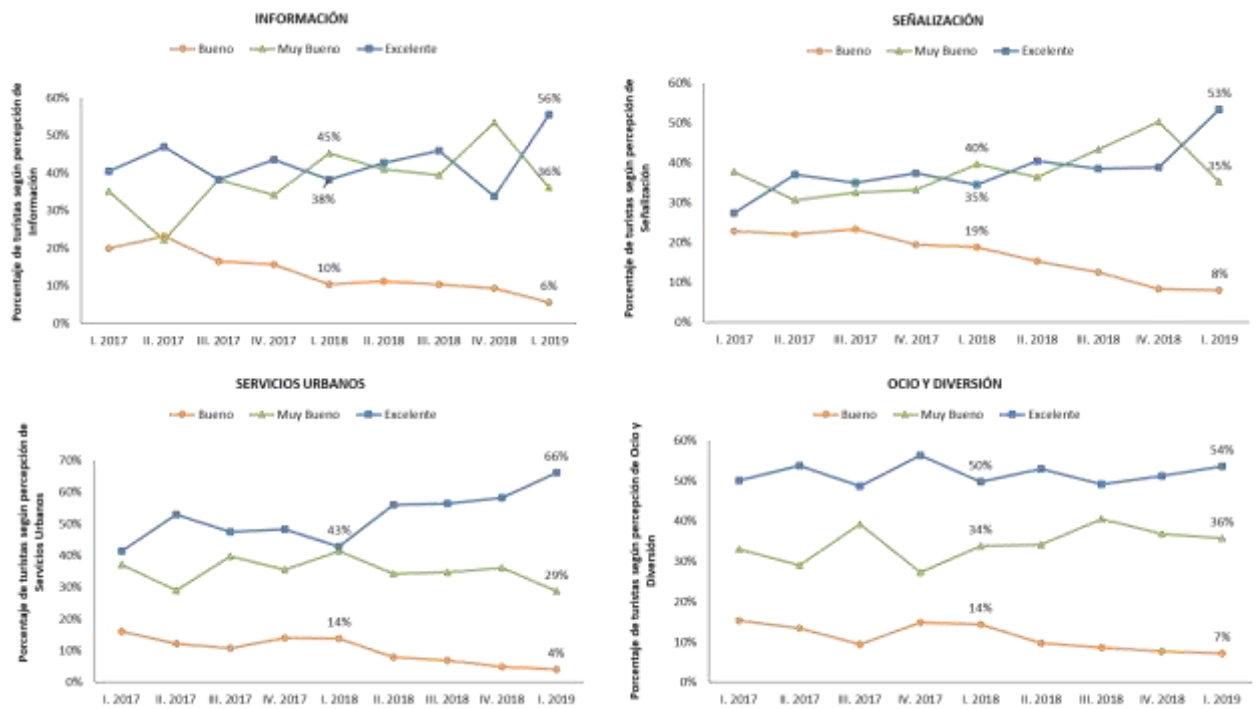 INFORMACIÓN
Bueno Muy Bueno Excelente
Porcentaje de turistas según percepción de
Información
60%
50%
40%
30%
20%
10%
0%
45%
38%
10%
56%
36%
6%
I. 2017 II. 2017 III. 2017 IV. 2017 I. 2018 II. 2018 III. 2018 IV. 2018 I. 2019
SEÑALIZACIÓN
Bueno Muy Bueno Excelente
Porcentaje de turistas según percepción de
Señalización
60%
50%
40%
30%
20%
10%
0%
40%
35%
19%
53%
35%
8%
I. 2017 II. 2017 III. 2017 IV. 2017 I. 2018 II. 2018 III. 2018 IV. 2018 I. 2019
SERVICIOS URBANOS
Bueno Muy Bueno Excelente
Porcentaje de turistas según percepción de
Servicios Urbanos
70%
60%
50%
40%
30%
20%
10%
0%
43%
14%
66%
29%
4%
I. 2017 II. 2017 III. 2017 IV. 2017 I. 2018 II. 2018 III. 2018 IV. 2018 I. 2019
OCIO Y DIVERSIÓN
Bueno Muy Bueno Excelente
Porcentaje de turistas según percepción de Ocio y
Diversión
60%
50%
40%
30%
20%
10%
0%
50%
34%
14%
54%
36%
7%
I. 2017 II. 2017 III. 2017 IV. 2017 I. 2018 II. 2018 III. 2018 IV. 2018 I. 2019